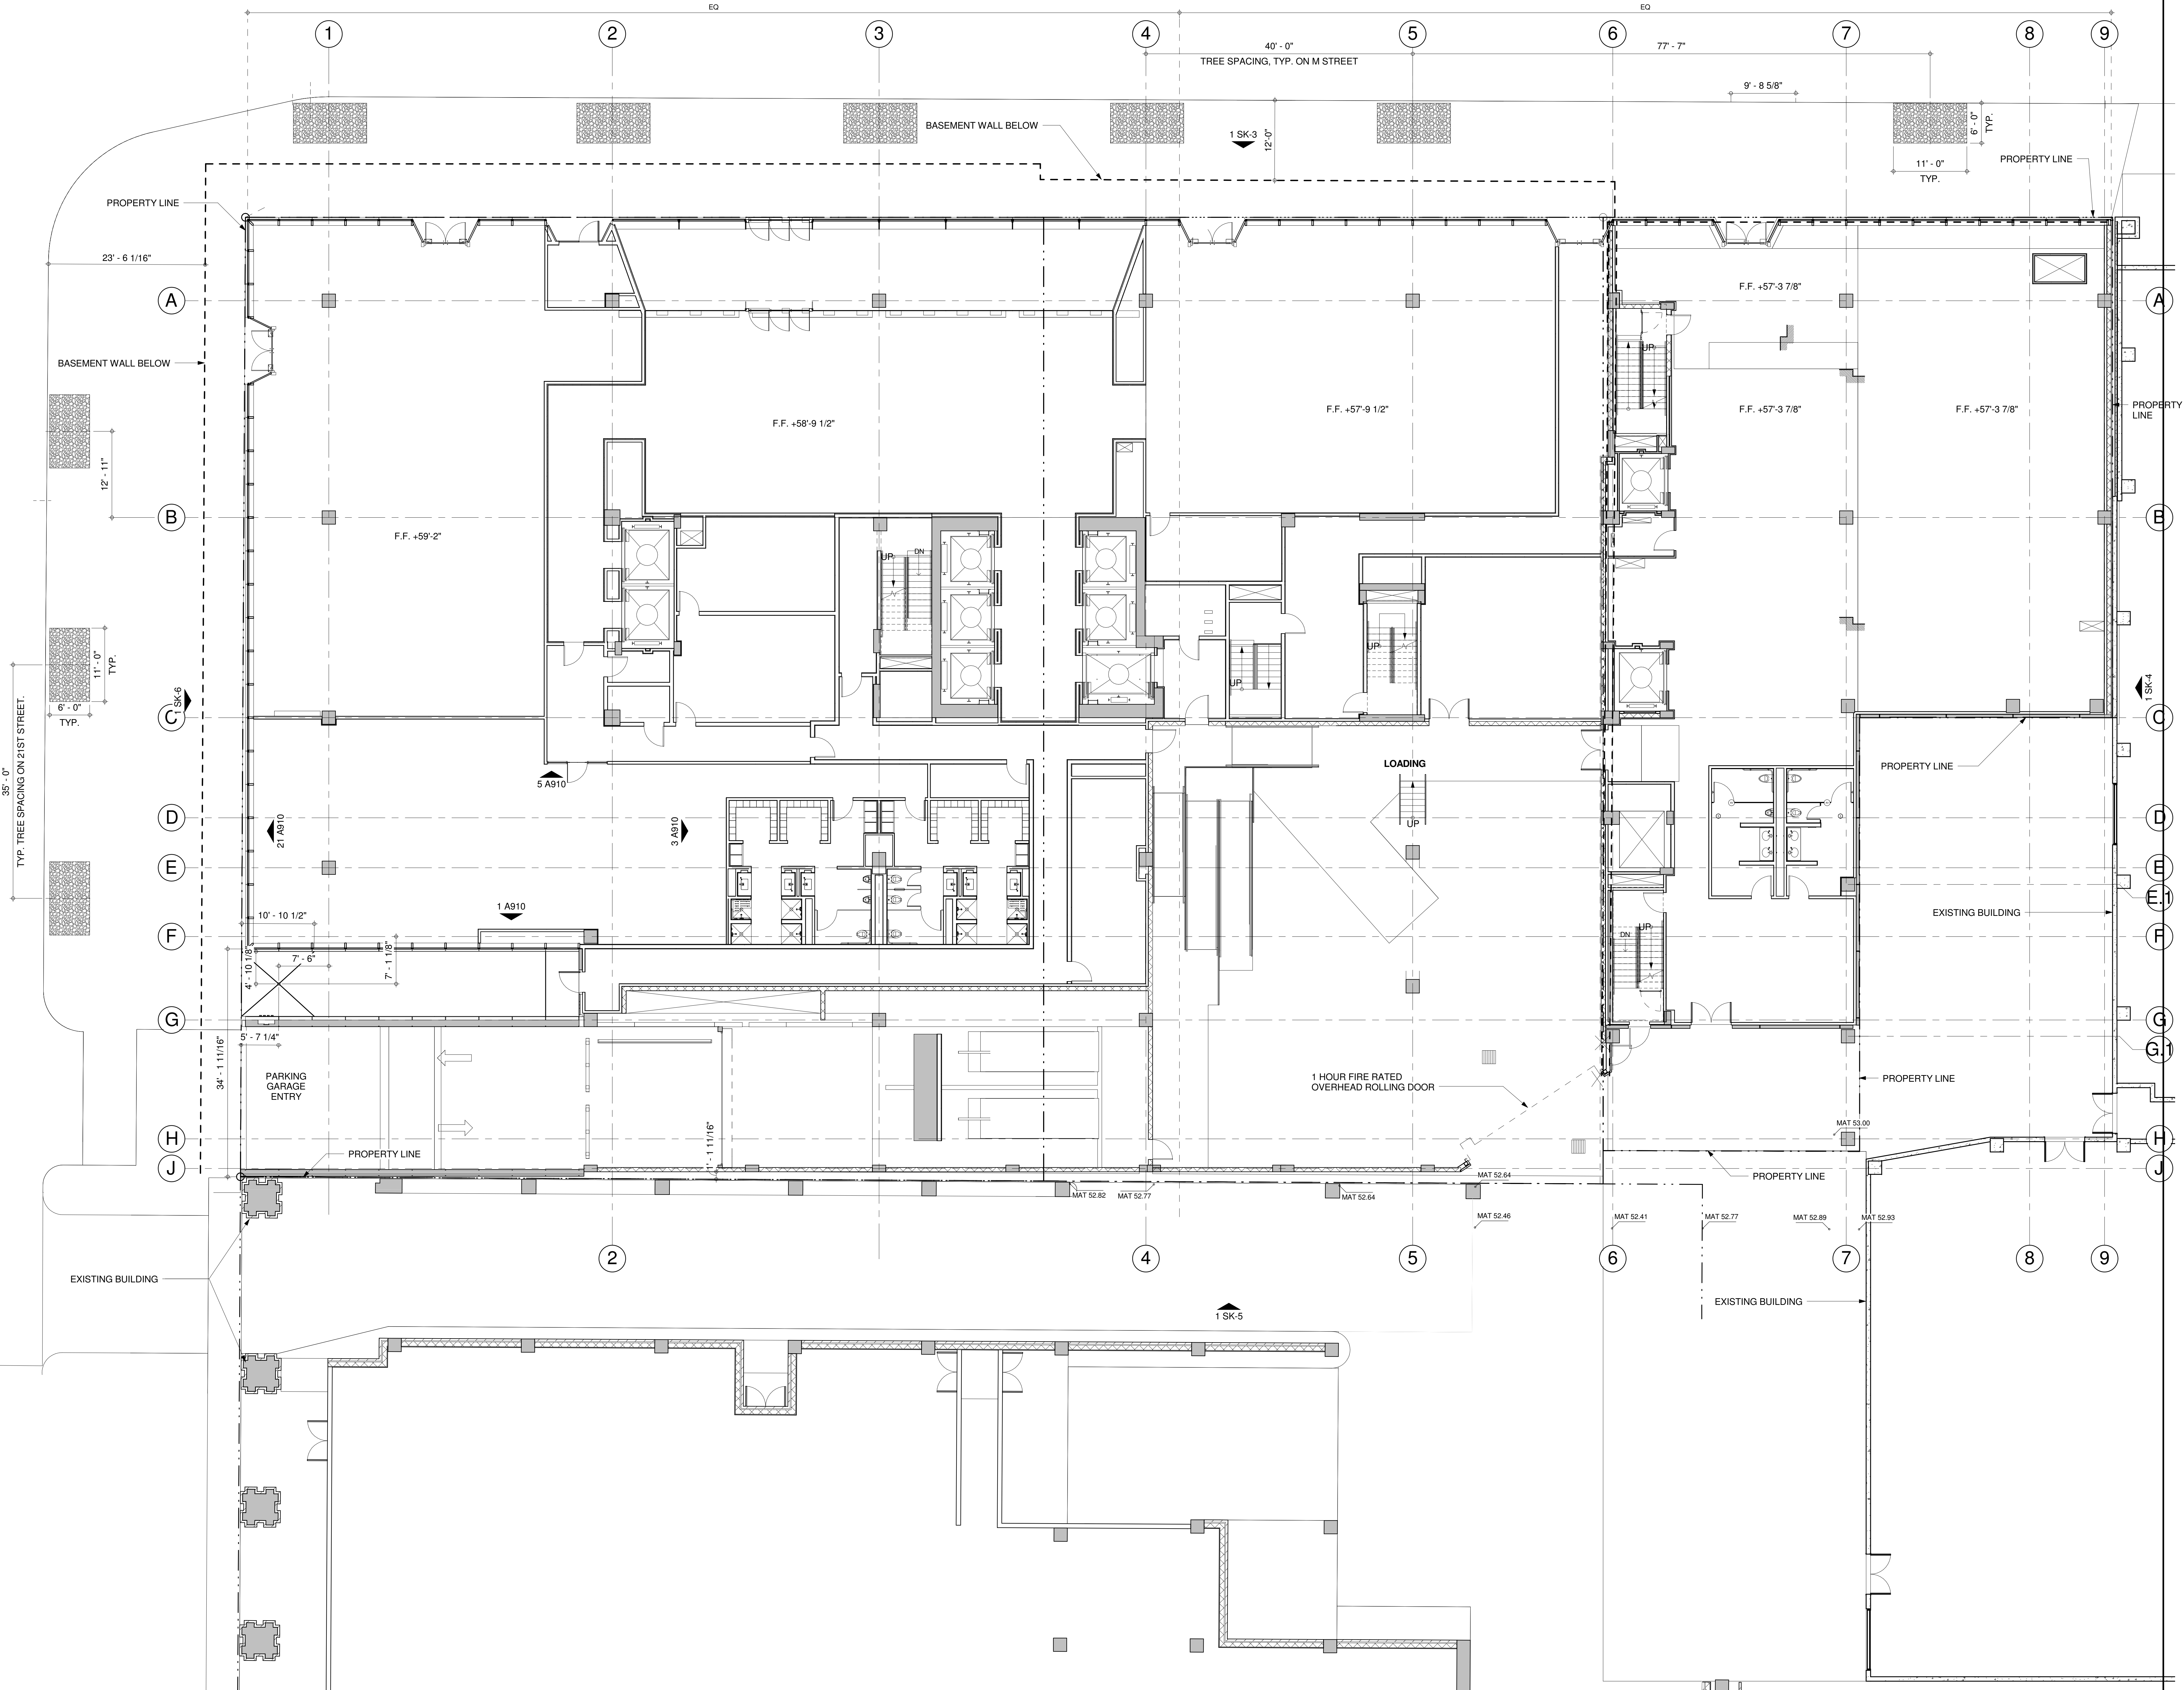 EQ
EQ
1
2
3
4
5
6
7
8
9
40' - 0"
77' - 7"
TREE SPACING, TYP. ON M STREET
9' - 8 5/8"
BASEMENT WALL BELOW
1 SK-3
12'-0"
6' - 0"
TYP.
11' - 0"
TYP.
PROPERTY LINE
PROPERTY LINE
23' - 6 1/16"
A
F.F. +57'-3 7/8"
A
BASEMENT WALL BELOW
UP
F.F. +58'-9 1/2"
F.F. +57'-9 1/2"
F.F. +57'-3 7/8"
F.F. +57'-3 7/8"
PROPERTY
LINE
12' - 11"
B
F.F. +59'-2"
B
UP
DN
11' - 0"
TYP.
UP
UP
1 SK-6
1 SK-4
6' - 0"
TYP.
C
C
35' - 0"
TYP. TREE SPACING ON 21ST STREET.
LOADING
PROPERTY LINE
5 A910
D
21 A910
3 A910
UP
D
E
E
E.1
1 A910
10' - 10 1/2"
EXISTING BUILDING
F
UP
DN
F
4' - 10 1/8"
7' - 6"
7' - 1 1/8"
G
G
5' - 7 1/4"
34' - 1 11/16"
G.1
PARKING
GARAGE
ENTRY
1 HOUR FIRE RATED
OVERHEAD ROLLING DOOR
PROPERTY LINE
MAT 53.00
H
1' - 1 11/16"
H
PROPERTY LINE
J
J
MAT 52.64
PROPERTY LINE
MAT 52.82
MAT 52.77
MAT 52.64
MAT 52.46
MAT 52.41
MAT 52.77
MAT 52.89
MAT 52.93
2
4
5
6
7
8
9
EXISTING BUILDING
EXISTING BUILDING
1 SK-5